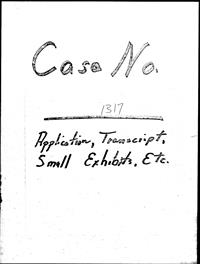 Case No.
1317
Application, Transcript,
Small Exhibits, Etc.